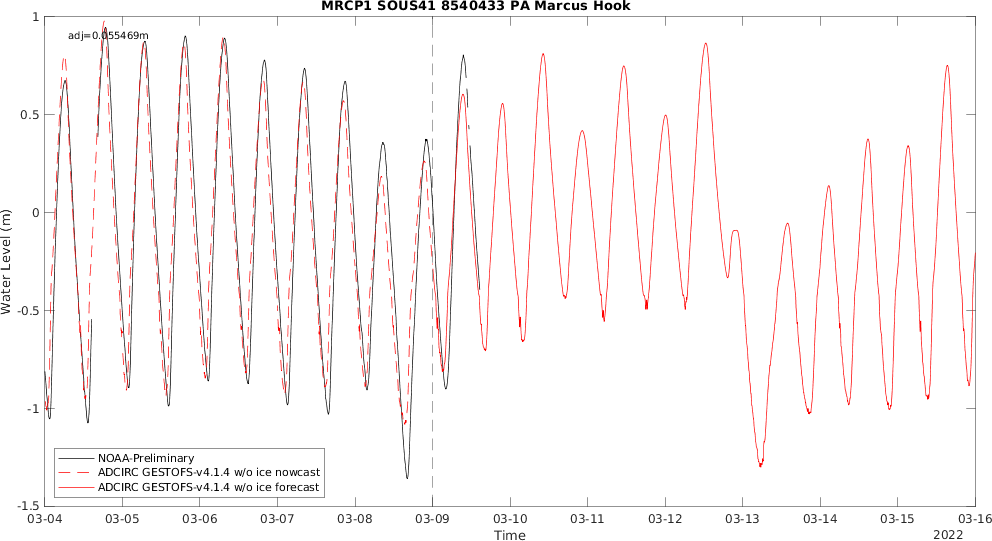 MRCP1 SOUS41 8540433 PA Marcus Hook
adj=0.055469m
Water Level (m)
1
0.5
0
-0.5
-1
-1.5
NOAA-Preliminary
ADCIRC GESTOFS-v4.1.4 w/o ice nowcast
ADCIRC GESTOFS-v4.1.4 w/o ice forecast
03-04 03-05 03-06 03-07 03-08 03-09 03-10 03-11 03-12 03-13 03-14 03-15 03-16
Time
2022